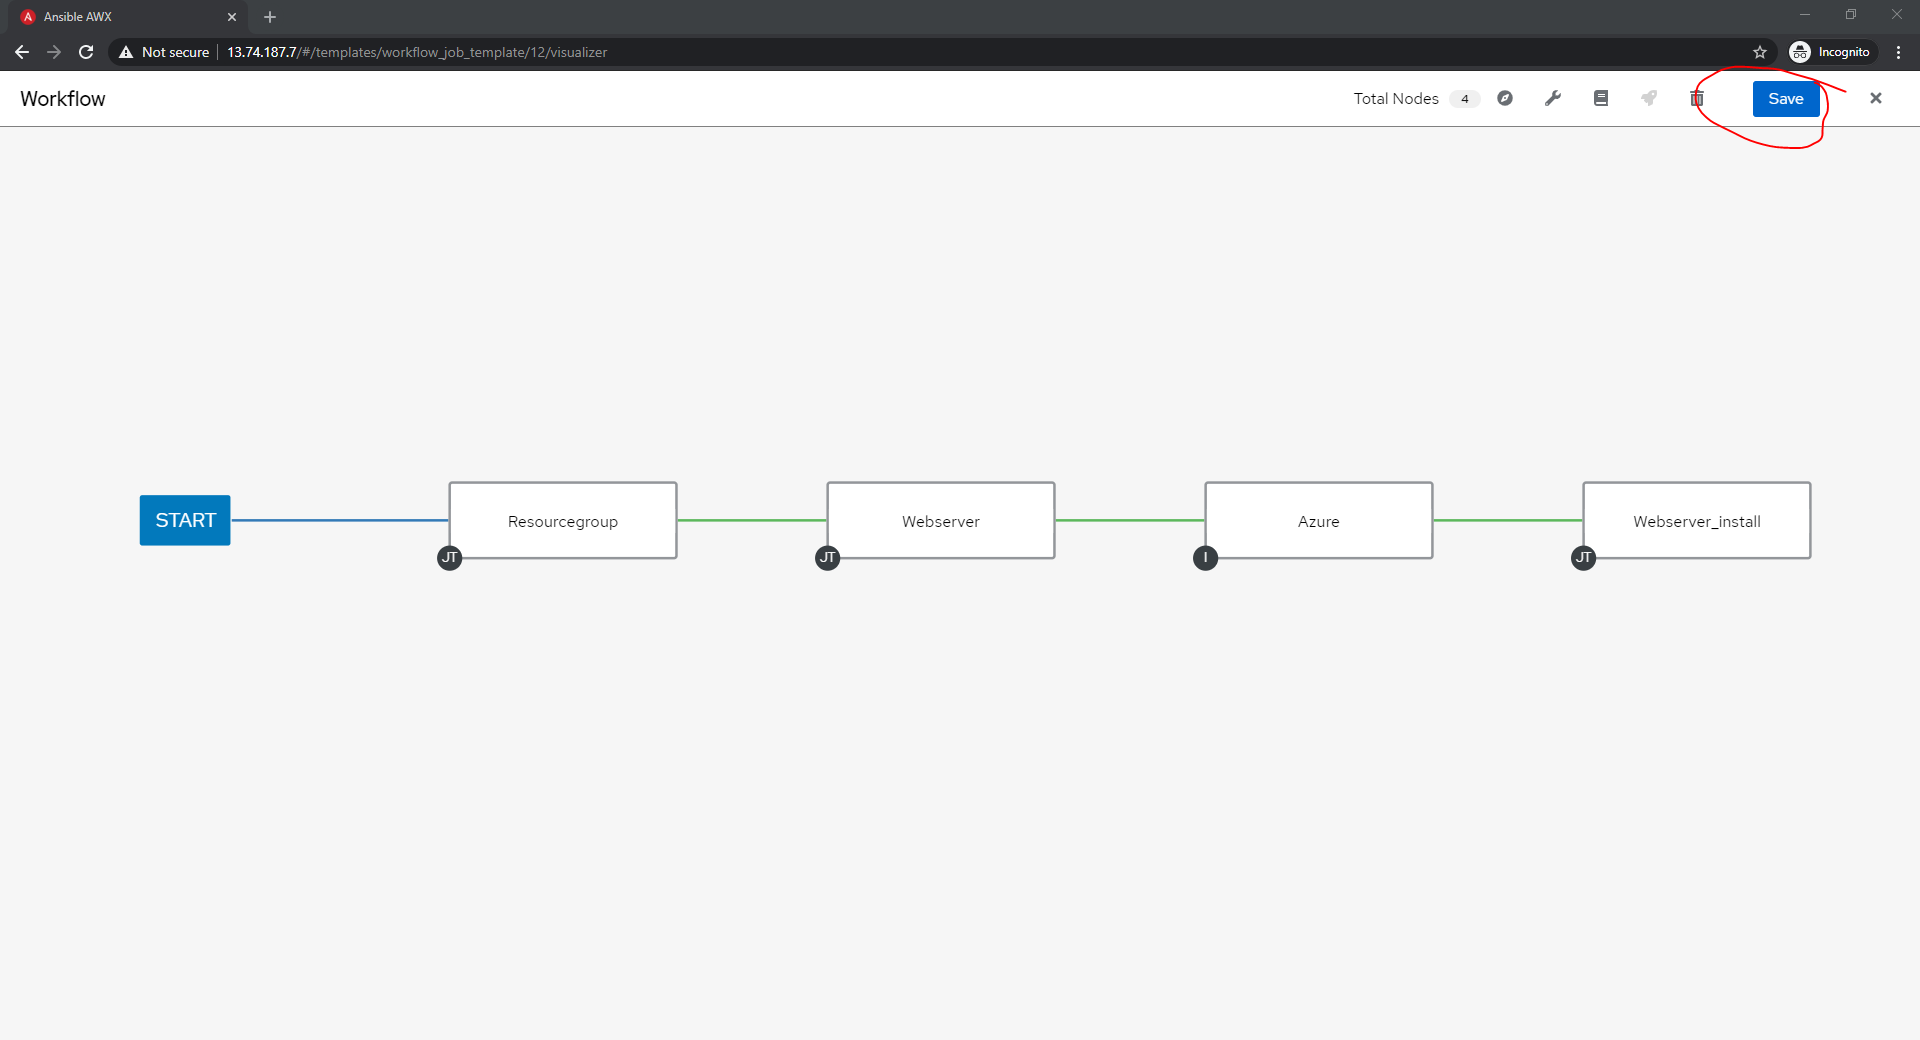 Ansible AWX
Not secure 13.74.187.7/#/templates/workflow_job_template/12/visualizer Incognito
Workflow Total Nodes 4 Save
START Resourcegroup Webserver Azure Webserver_install
JT JT I JT